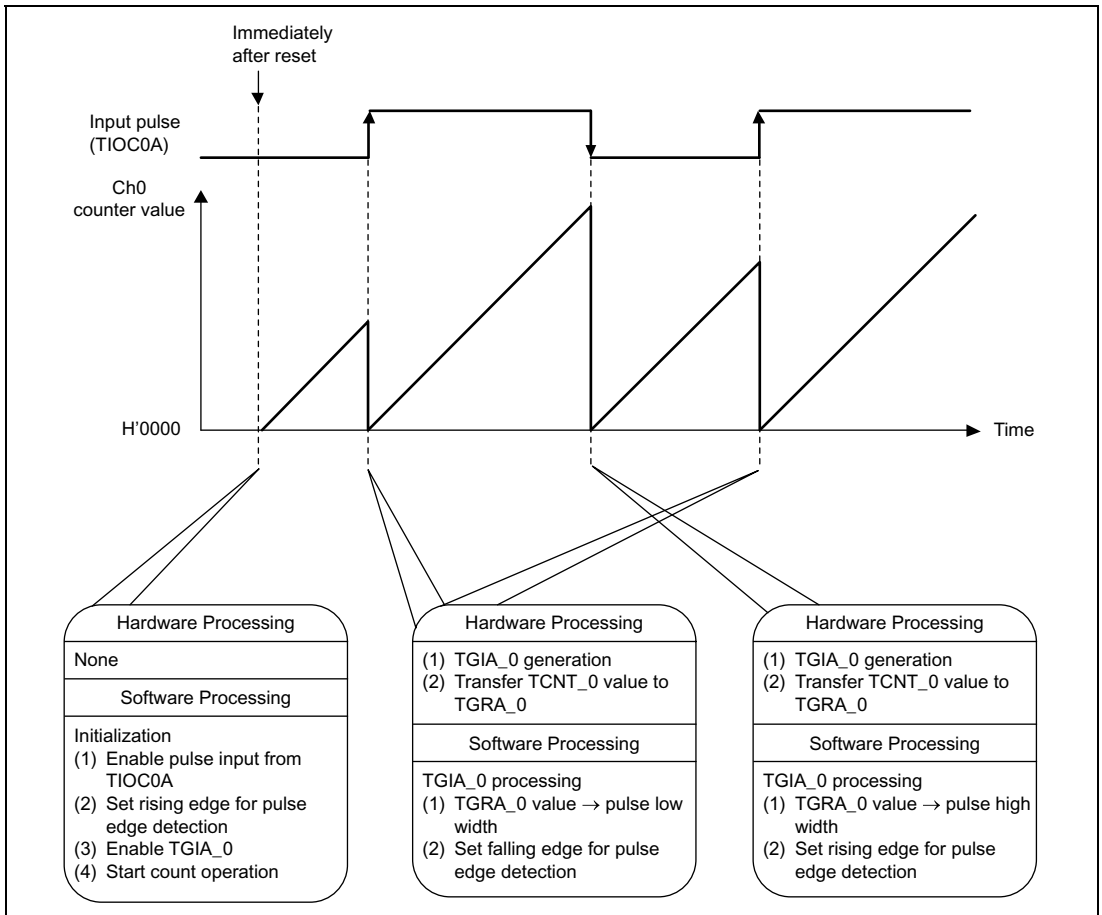 Immediately
after reset
Input pulse
(TIOC0A)
Ch0
counter value
H'0000
Time
Hardware Processing
None
Software Processing
Initialization
(1) Enable pulse input from
TIOC0A
(2) Set rising edge for pulse
edge detection
(3) Enable TGIA_0
(4) Start count operation
Hardware Processing
(1) TGIA_0 generation
(2) Transfer TCNT_0 value to
TGRA_0
Software Processing
TGIA_0 processing
(1) TGRA_0 value → pulse low
width
(2) Set falling edge for pulse
edge detection
Hardware Processing
(1) TGIA_0 generation
(2) Transfer TCNT_0 value to
TGRA_0
Software Processing
TGIA_0 processing
(1) TGRA_0 value → pulse high
width
(2) Set rising edge for pulse
edge detection